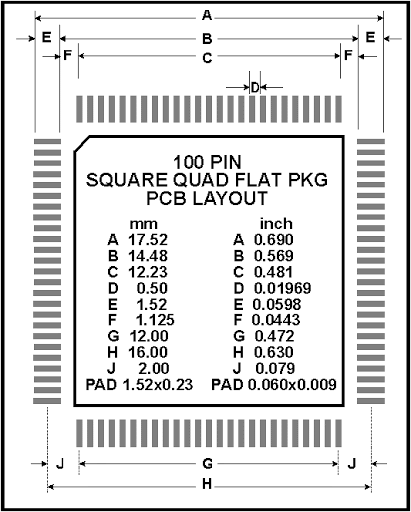 A
E B E
F C F
D
100 PIN
SQUARE QUAD FLAT PKG
PCB LAYOUT
mm inch
A 17.52 A 0.690
B 14.48 B 0.569
C 12.23 C 0.481
D 0.50 D 0.01969
E 1.52 E 0.0598
F 1.125 F 0.0443
G 12.00 G 0.472
H 16.00 H 0.630
J 2.00 J 0.079
PAD 1.52x0.23 PAD 0.060x0.009
J G J
H